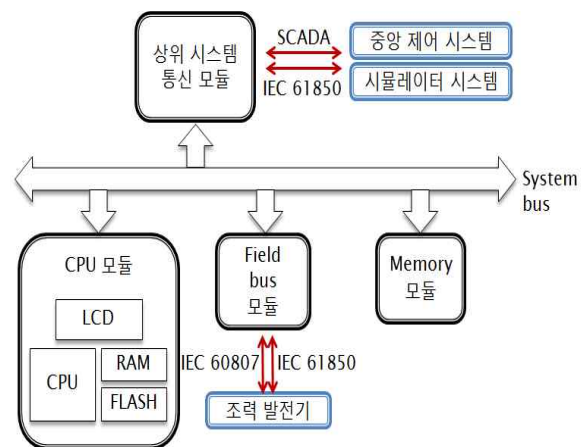 상위 시스템
통신 모듈
SCADA
IEC 61850
중앙 제어 시스템
시뮬레이터 시스템
System
bus
CPU 모듈
LCD
CPU
RAM
FLASH
Field
bus
모듈
Memory
모듈
IEC 60807
IEC 61850
조력 발전기